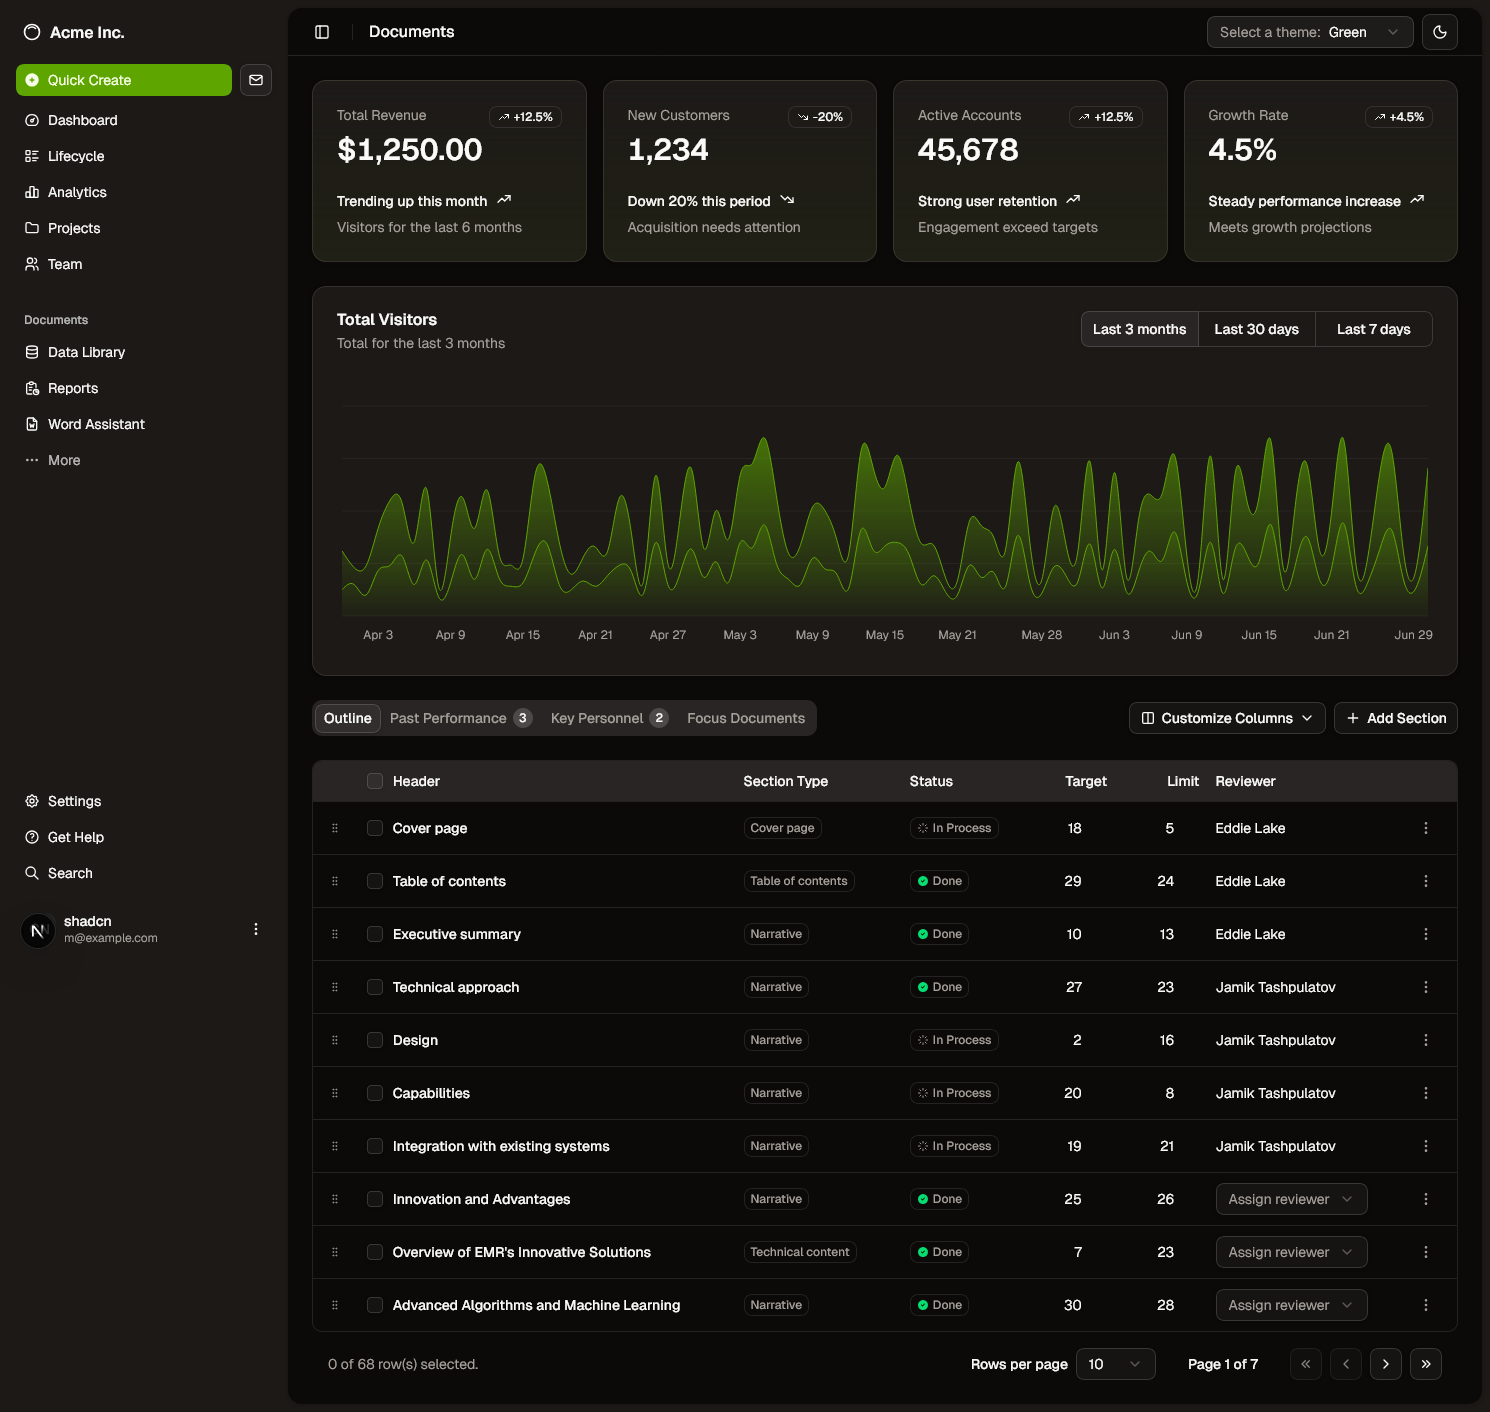 Acme Inc.
Quick Create
Dashboard
Lifecycle
Analytics
Projects
Team
Documents
Data Library
Reports
Word Assistant
More
Settings
Get Help
Search
shadcn
m@example.com
Documents
Select a theme: Green
Total Revenue
+12.5%
$1,250.00
Trending up this month
Visitors for the last 6 months
New Customers
-20%
1,234
Down 20% this period
Acquisition needs attention
Active Accounts
+12.5%
45,678
Strong user retention
Engagement exceed targets
Growth Rate
+4.5%
4.5%
Steady performance increase
Meets growth projections
Total Visitors
Total for the last 3 months
Last 3 months Last 30 days Last 7 days
Apr 3 Apr 9 Apr 15 Apr 21 Apr 27 May 3 May 9 May 15 May 21 May 28 Jun 3 Jun 9 Jun 15 Jun 21 Jun 29
Outline Past Performance 3 Key Personnel 2 Focus Documents
Customize Columns Add Section
Header Section Type Status Target Limit Reviewer
Cover page Cover page In Process 18 5 Eddie Lake
Table of contents Table of contents Done 29 24 Eddie Lake
Executive summary Narrative Done 10 13 Eddie Lake
Technical approach Narrative Done 27 23 Jamik Tashpulatov
Design Narrative In Process 2 16 Jamik Tashpulatov
Capabilities Narrative In Process 20 8 Jamik Tashpulatov
Integration with existing systems Narrative In Process 19 21 Jamik Tashpulatov
Innovation and Advantages Narrative Done 25 26 Assign reviewer
Overview of EMR's Innovative Solutions Technical content Done 7 23 Assign reviewer
Advanced Algorithms and Machine Learning Narrative Done 30 28 Assign reviewer
0 of 68 row(s) selected.
Rows per page 10 Page 1 of 7